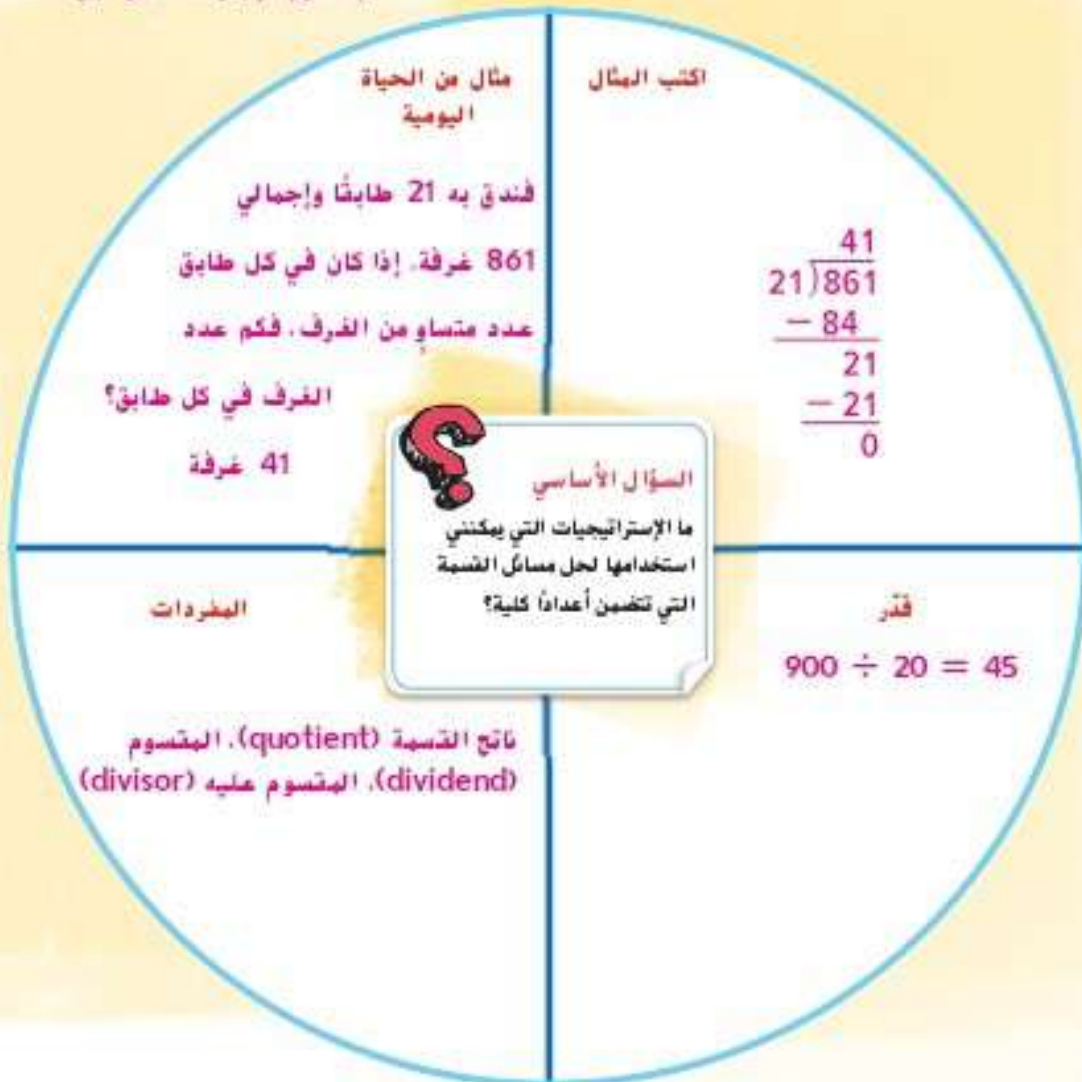 مثال من الحياة
اليومية
فندق به 21 طابقًا وإجمالي
861 غرفة. إذا كان في كل طابق
عدد متساوٍ من الغرف، فكم عدد
الغرف في كل طابق؟
41 غرفة
اكتب المثال
41
21)861
− 84
21
− 21
0
السؤال الأساسي
ما الإستراتيجيات التي يمكنني
استخدامها لحل مسائل القسمة
التي تتضمن أعدادًا كلية؟
المفردات
ناتج القسمة (quotient)، المقسوم
(dividend)، المقسوم عليه (divisor)
قدّر
900 ÷ 20 = 45